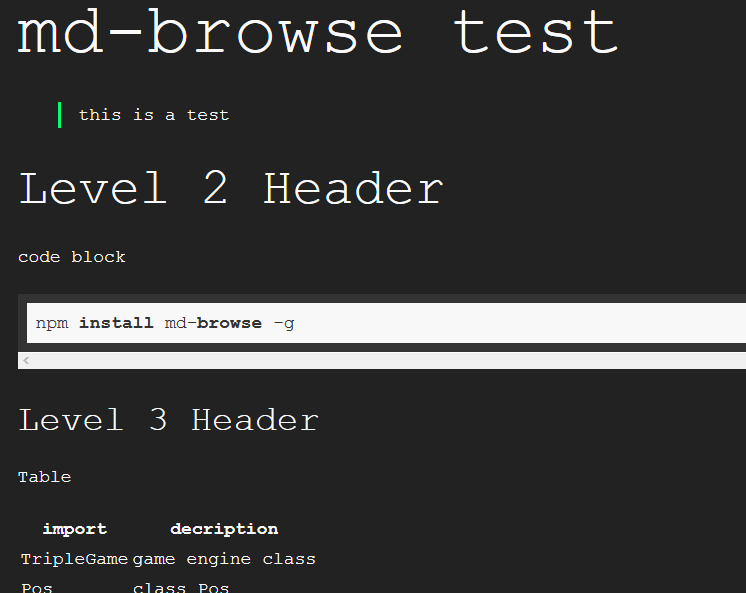 md-browse test
this is a test
Level 2 Header
code block
npm install md-browse -g
Level 3 Header
Table
import decription
TripleGame game engine class
Pos class Pos